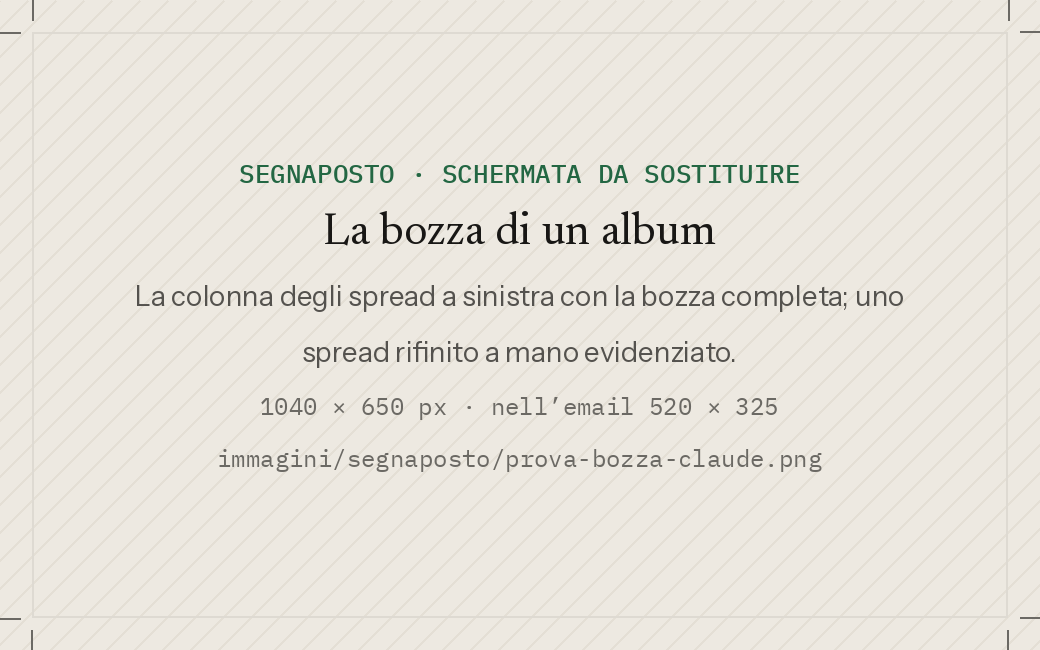 SEGNAPOSTO · SCHERMATA DA SOSTITUIRE
La bozza di un album
La colonna degli spread a sinistra con la bozza completa; uno
spread rifinito a mano evidenziato.
1040 × 650 px · nell’email 520 × 325
immagini/segnaposto/prova-bozza-claude.png